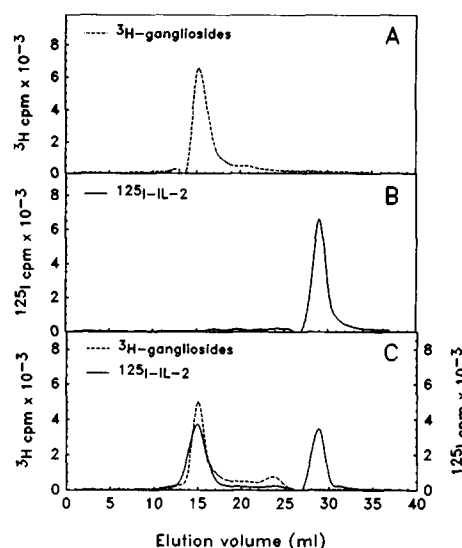 ³H-gangliosides
A
8
6
4
2
0
³H cpm x 10⁻³
¹²⁵I-IL-2
B
8
6
4
2
0
¹²⁵I cpm x 10⁻³
³H-gangliosides
¹²⁵I-IL-2
C
8
6
4
2
0
³H cpm x 10⁻³
8
6
4
2
0
¹²⁵I cpm x 10⁻³
0 5 10 15 20 25 30 35 40
Elution volume (ml)